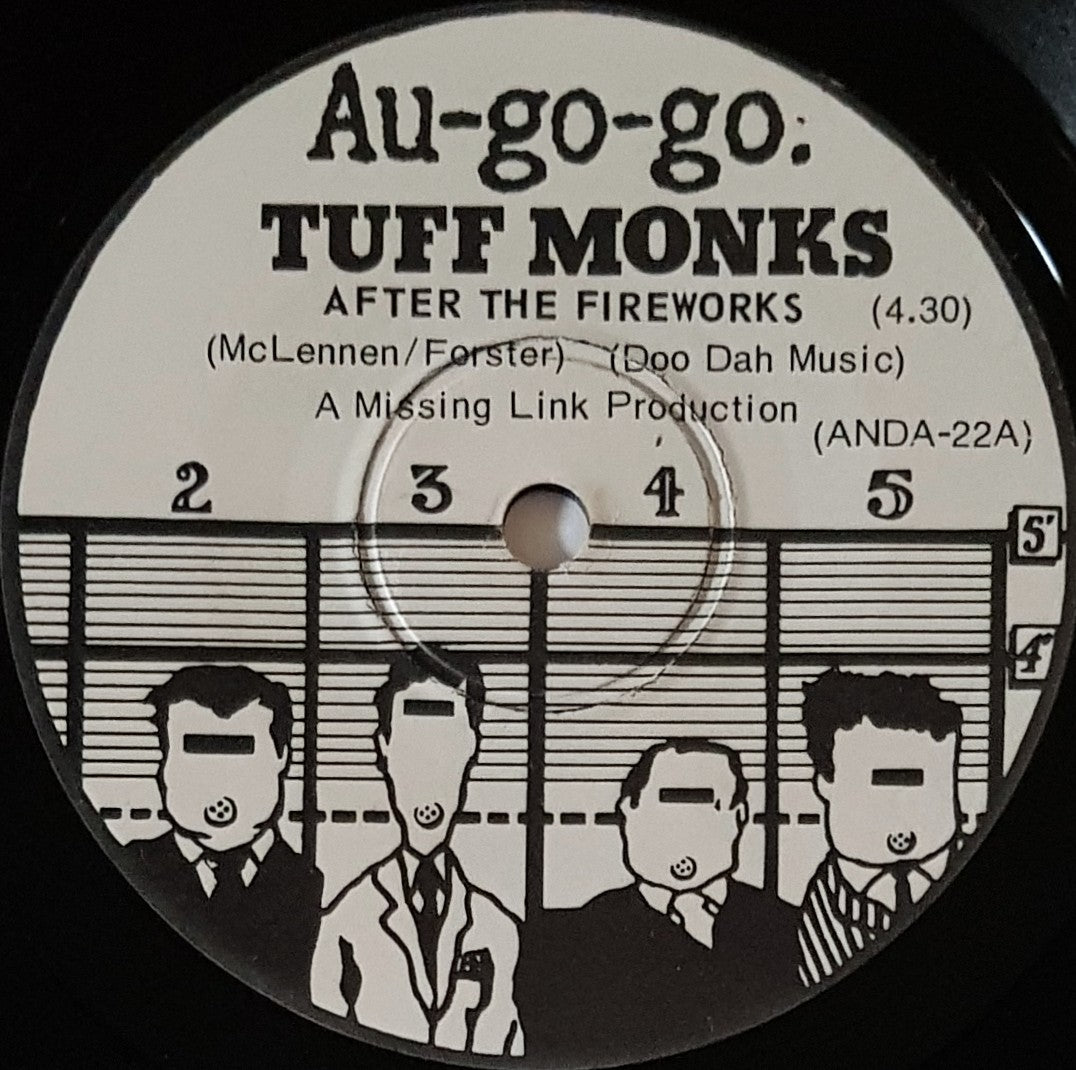 Au-go-go:
TUFF MONKS
AFTER THE FIREWORKS (4.30)
(McLennen/Forster) (Doo Dah Music)
A Missing Link Production
(ANDA-22A)
2 3 4 5
5'
4'